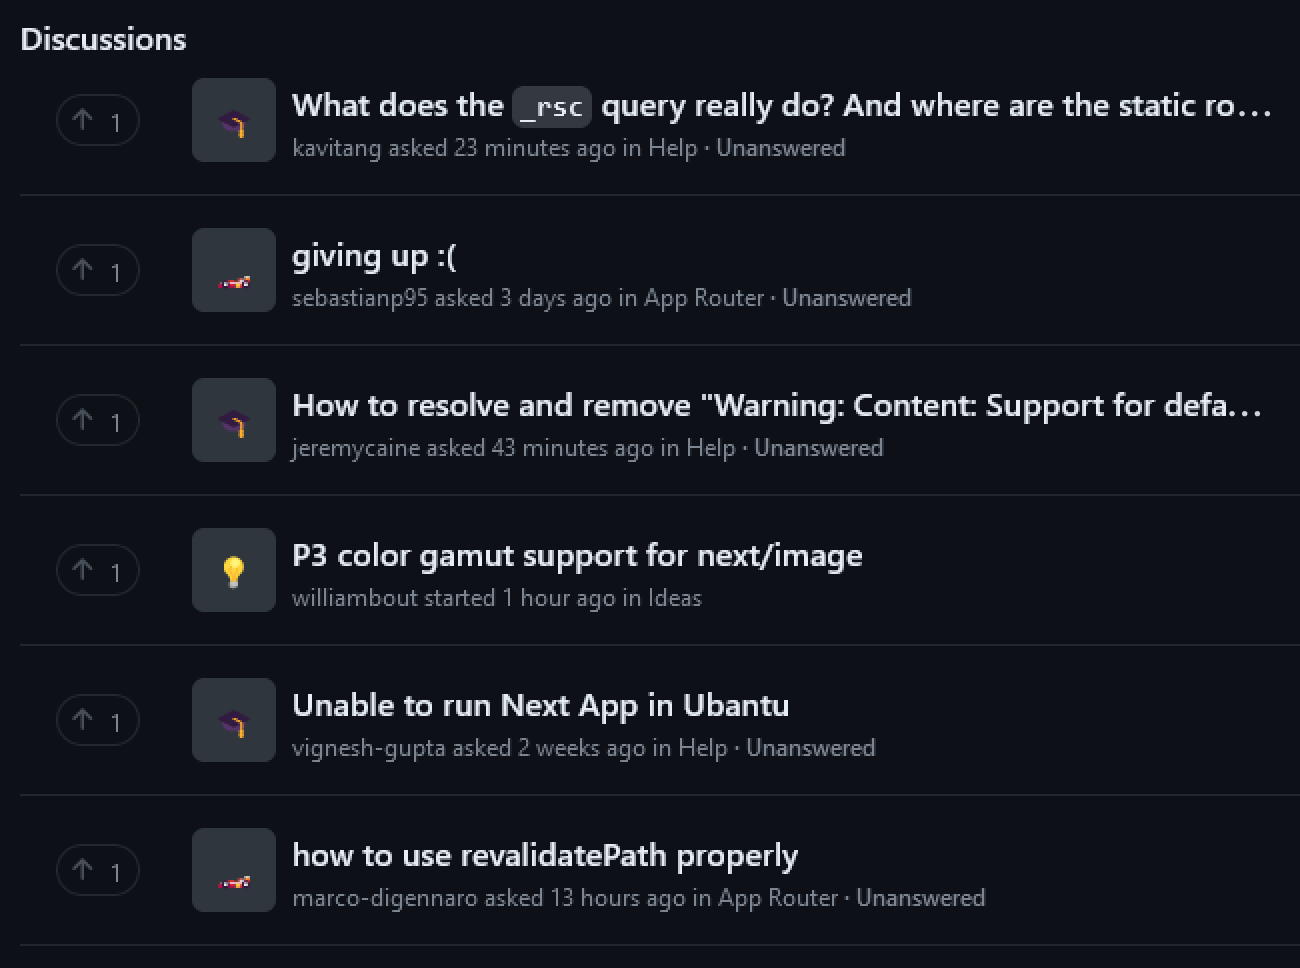 Discussions
1
What does the _rsc query really do? And where are the static ro...
kavitang asked 23 minutes ago in Help · Unanswered
1
giving up :(
sebastianp95 asked 3 days ago in App Router · Unanswered
1
How to resolve and remove "Warning: Content: Support for defa...
jeremycaine asked 43 minutes ago in Help · Unanswered
1
P3 color gamut support for next/image
williambout started 1 hour ago in Ideas
1
Unable to run Next App in Ubantu
vignesh-gupta asked 2 weeks ago in Help · Unanswered
1
how to use revalidatePath properly
marco-digennaro asked 13 hours ago in App Router · Unanswered